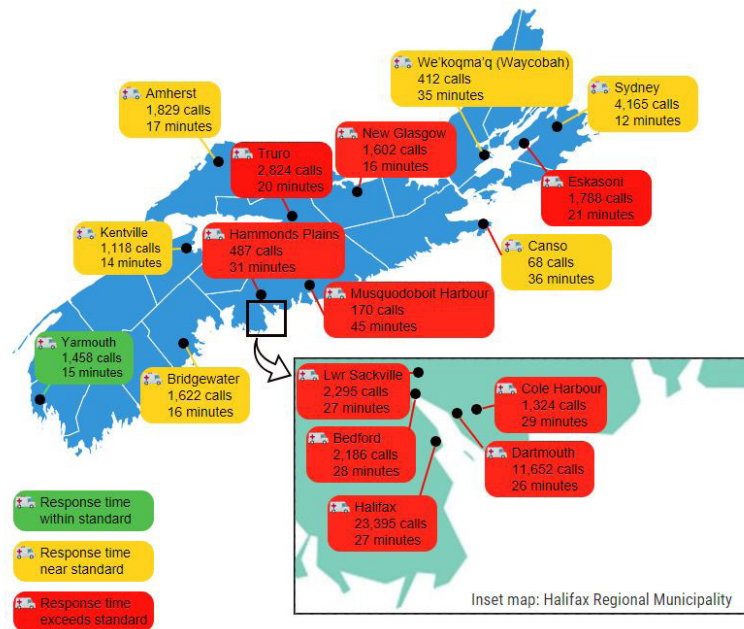 We'koqma'q (Waycobah)
412 calls
35 minutes
Sydney
4,165 calls
12 minutes
Amherst
1,829 calls
17 minutes
New Glasgow
1,602 calls
16 minutes
Truro
2,824 calls
20 minutes
Eskasoni
1,788 calls
21 minutes
Kentville
1,118 calls
14 minutes
Hammonds Plains
487 calls
31 minutes
Canso
68 calls
36 minutes
Musquodoboit Harbour
170 calls
45 minutes
Yarmouth
1,458 calls
15 minutes
Bridgewater
1,622 calls
16 minutes
Lwr Sackville
2,295 calls
27 minutes
Cole Harbour
1,324 calls
29 minutes
Bedford
2,186 calls
28 minutes
Dartmouth
11,652 calls
26 minutes
Halifax
23,395 calls
27 minutes
Response time
within standard
Response time
near standard
Response time
exceeds standard
Inset map: Halifax Regional Municipality